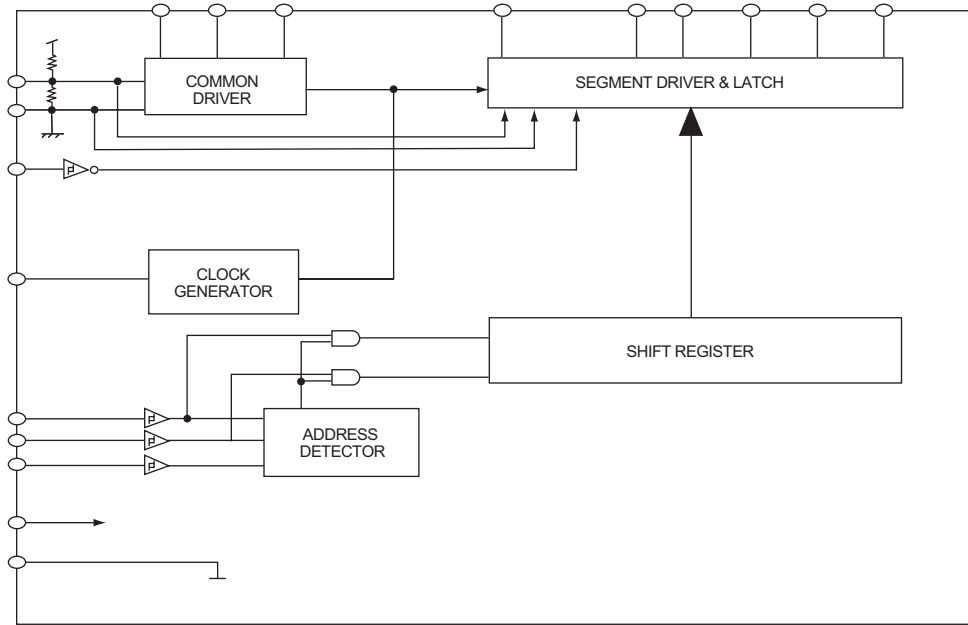 COMMON
DRIVER
SEGMENT DRIVER & LATCH
CLOCK
GENERATOR
SHIFT REGISTER
ADDRESS
DETECTOR